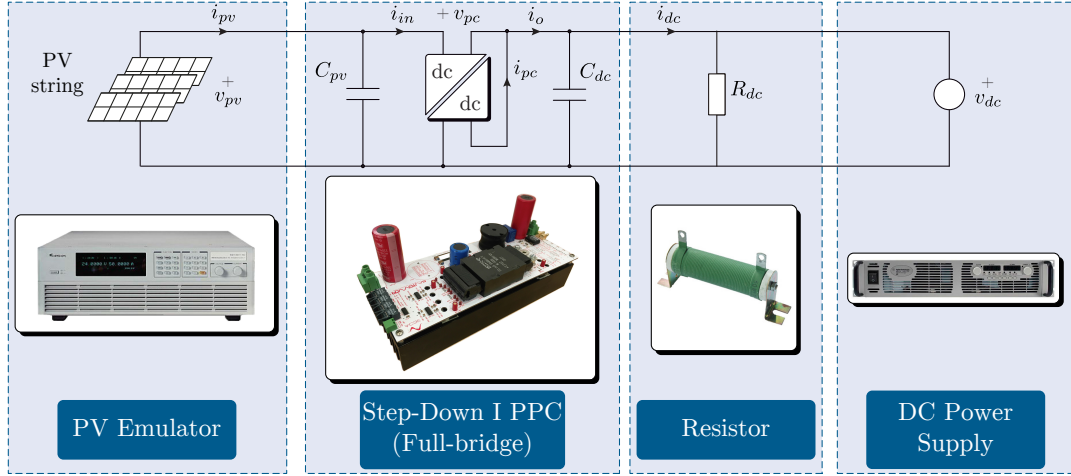 i_pv
i_in
+ v_pc
i_o
i_dc
PV
string
+
v_pv
C_pv
dc
dc
i_pc
C_dc
R_dc
+
v_dc
PV Emulator
Step-Down I PPC
(Full-bridge)
Resistor
DC Power
Supply